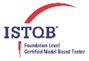 ISTQB®
Foundation Level
Certified Model Based Tester